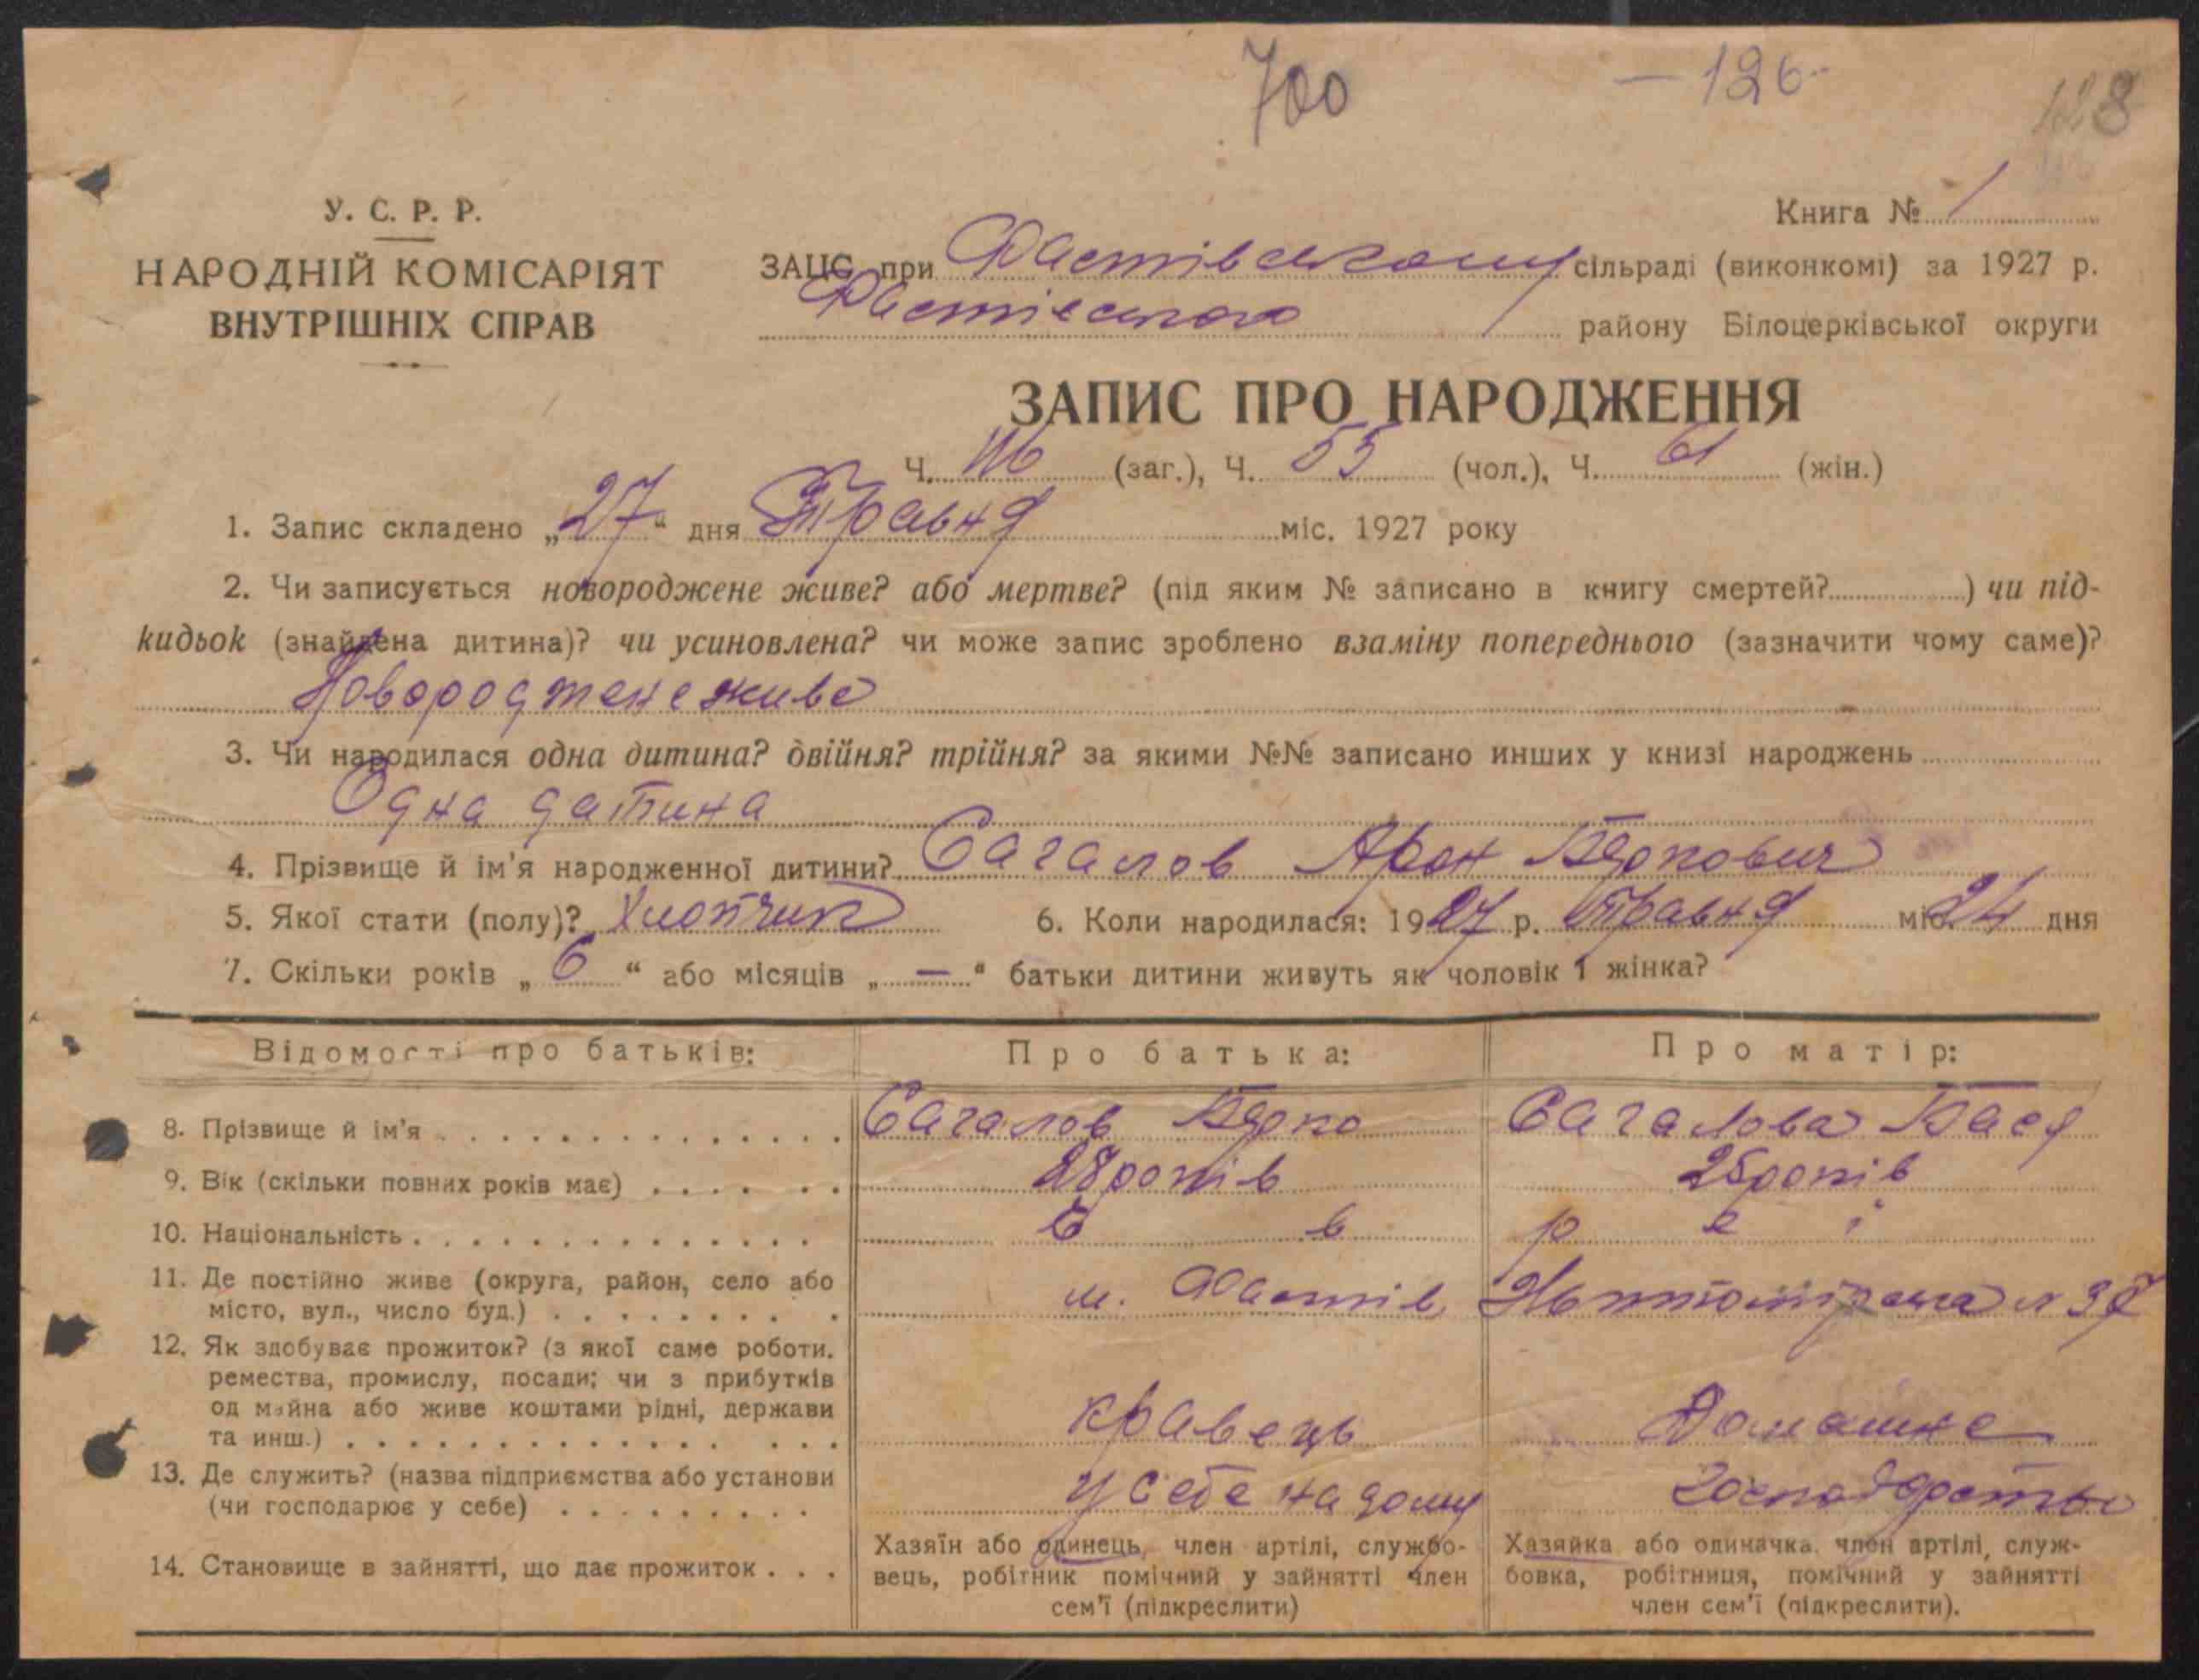 700
— 126
128
У. С. Р. Р.
НАРОДНІЙ КОМІСАРІЯТ
ВНУТРІШНІХ СПРАВ
Книга № 1
ЗАЦС при Фастівському сільраді (виконкомі) за 1927 р.
Фастівського району Білоцерківської округи
ЗАПИС ПРО НАРОДЖЕННЯ
Ч. 116 (заг.), Ч. 55 (чол.), Ч. 61 (жін.)
1. Запис складено „27“ дня Травня міс. 1927 року
2. Чи записується новороджене живе? або мертве? (під яким № записано в книгу смертей? ) чи під-
кидьок (знайдена дитина)? чи усиновлена? чи може запис зроблено взаміну попереднього (зазначити чому саме)?
Новороджене живе
3. Чи народилася одна дитина? двійня? трійня? за якими №№ записано инших у книзі народжень
Одна датина
4. Прізвище й ім'я народженної дитини? Сагалов Арон
5. Якої стати (полу)? Хлопчик 6. Коли народилася: 1927 р. Травня міс. 24 дня
7. Скільки років „6“ або місяців „—“ батьки дитини живуть як чоловік і жінка?
Відомості про батьків: Про батька: Про матір:
8. Прізвище й ім'я Сагалов Сагалова Бася
9. Вік (скільки повних років має) 28 років 25 років
10. Національність Є в р е ї
11. Де постійно живе (округа, район, село або
місто, вул., число буд.) м. Фастів
12. Як здобуває прожиток? (з якої саме роботи,
ремества, промислу, посади; чи з прибутків
од майна або живе коштами рідні, держави
та инш.) кравець Домашнє
13. Де служить? (назва підприємства або установи
(чи господарює у себе) у себе на дому господарство
14. Становище в зайнятті, що дає прожиток
Хазяїн або одинець, член артілі, службо-
вець, робітник помічний у зайнятті член
сем'ї (підкреслити)
Хазяйка або одиначка, член артілі, служ-
бовка, робітниця, помічний у зайнятті
член сем'ї (підкреслити).